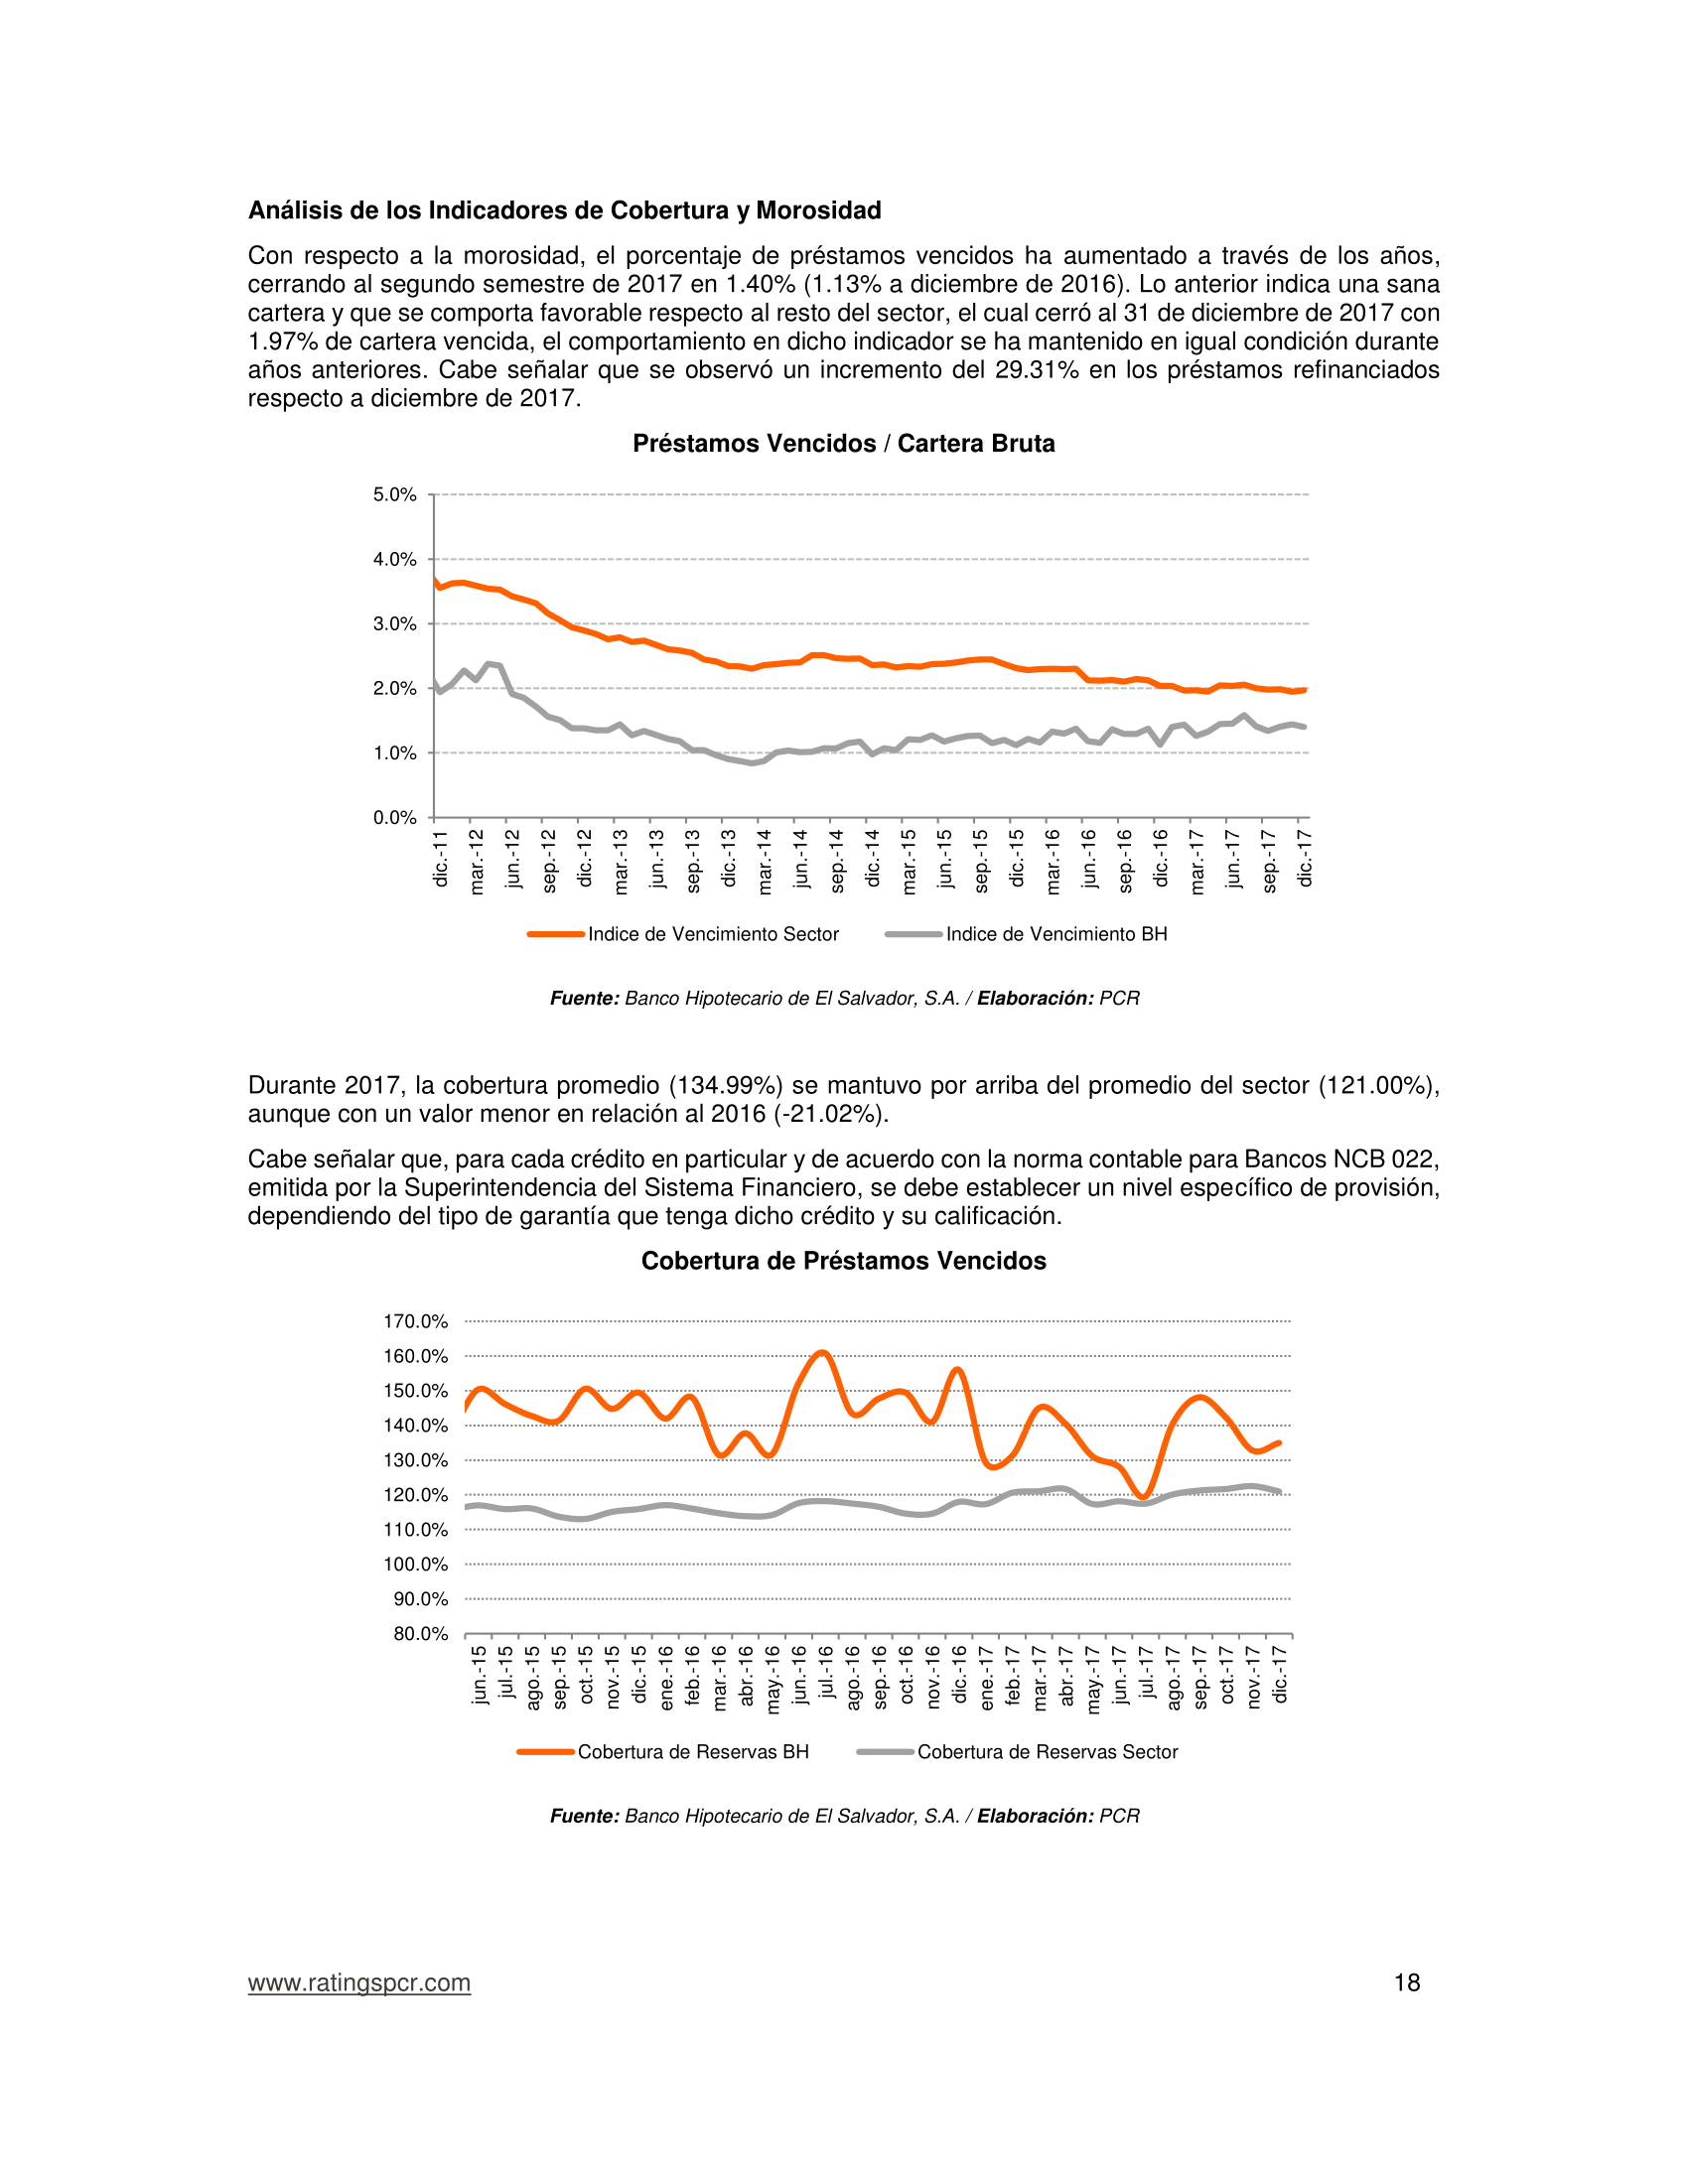 Análisis de los Indicadores de Cobertura y Morosidad
Con respecto a la morosidad, el porcentaje de préstamos vencidos ha aumentado a través de los años,
cerrando al segundo semestre de 2017 en 1.40% (1.13% a diciembre de 2016). Lo anterior indica una sana
cartera y que se comporta favorable respecto al resto del sector, el cual cerró al 31 de diciembre de 2017 con
1.97% de cartera vencida, el comportamiento en dicho indicador se ha mantenido en igual condición durante
años anteriores. Cabe señalar que se observó un incremento del 29.31% en los préstamos refinanciados
respecto a diciembre de 2017.
Préstamos Vencidos / Cartera Bruta
5.0%
4.0%
3.0%
2.0%
1.0%
0.0%
dic.-11
mar.-12
jun.-12
sep.-12
dic.-12
mar.-13
jun.-13
sep.-13
dic.-13
mar.-14
jun.-14
sep.-14
dic.-14
mar.-15
jun.-15
sep.-15
dic.-15
mar.-16
jun.-16
sep.-16
dic.-16
mar.-17
jun.-17
sep.-17
dic.-17
Indice de Vencimiento Sector
Indice de Vencimiento BH
Fuente: Banco Hipotecario de El Salvador, S.A. / Elaboración: PCR
Durante 2017, la cobertura promedio (134.99%) se mantuvo por arriba del promedio del sector (121.00%),
aunque con un valor menor en relación al 2016 (-21.02%).
Cabe señalar que, para cada crédito en particular y de acuerdo con la norma contable para Bancos NCB 022,
emitida por la Superintendencia del Sistema Financiero, se debe establecer un nivel específico de provisión,
dependiendo del tipo de garantía que tenga dicho crédito y su calificación.
Cobertura de Préstamos Vencidos
170.0%
160.0%
150.0%
140.0%
130.0%
120.0%
110.0%
100.0%
90.0%
80.0%
jun.-15
jul.-15
ago.-15
sep.-15
oct.-15
nov.-15
dic.-15
ene.-16
feb.-16
mar.-16
abr.-16
may.-16
jun.-16
jul.-16
ago.-16
sep.-16
oct.-16
nov.-16
dic.-16
ene.-17
feb.-17
mar.-17
abr.-17
may.-17
jun.-17
jul.-17
ago.-17
sep.-17
oct.-17
nov.-17
dic.-17
Cobertura de Reservas BH
Cobertura de Reservas Sector
Fuente: Banco Hipotecario de El Salvador, S.A. / Elaboración: PCR
www.ratingspcr.com
18